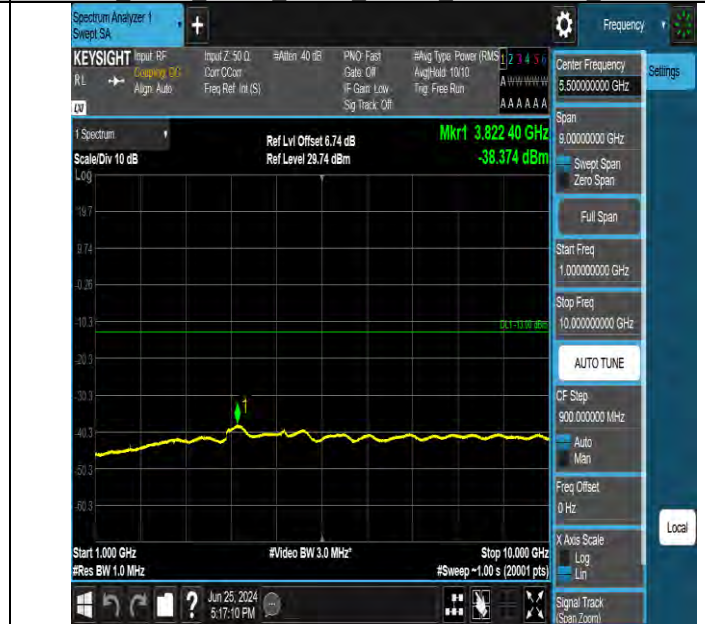 Spectrum Analyzer 1
Swept SA
+
Frequency
KEYSIGHT
RL
Input: RF
Coupling: DC
Align: Auto
Input Z: 50 Ω
Corr CCorr
Freq Ref: Int (S)
#Atten: 40 dB
PNO: Fast
Gate: Off
IF Gain: Low
Sig Track: Off
#Avg Type: Power (RMS
Avg|Hold: 10/10
Trig: Free Run
1 2 3 4 5 6
A W W W W W
A A A A A A
Settings
1 Spectrum
Scale/Div 10 dB
Ref Lvl Offset 6.74 dB
Ref Level 29.74 dBm
Mkr1 3.822 40 GHz
-38.374 dBm
Log
19.7
9.74
-0.26
-10.3
DL1 -13.00 dBm
-20.3
-30.3
1
-40.3
-50.3
-60.3
Start 1.000 GHz
#Res BW 1.0 MHz
#Video BW 3.0 MHz*
Stop 10.000 GHz
#Sweep ~1.00 s (20001 pts)
Center Frequency
5.500000000 GHz
Span
9.00000000 GHz
Swept Span
Zero Span
Full Span
Start Freq
1.000000000 GHz
Stop Freq
10.000000000 GHz
AUTO TUNE
CF Step
900.000000 MHz
Auto
Man
Freq Offset
0 Hz
X Axis Scale
Log
Lin
Signal Track
(Span Zoom)
Local
?
Jun 25, 2024
5:17:10 PM